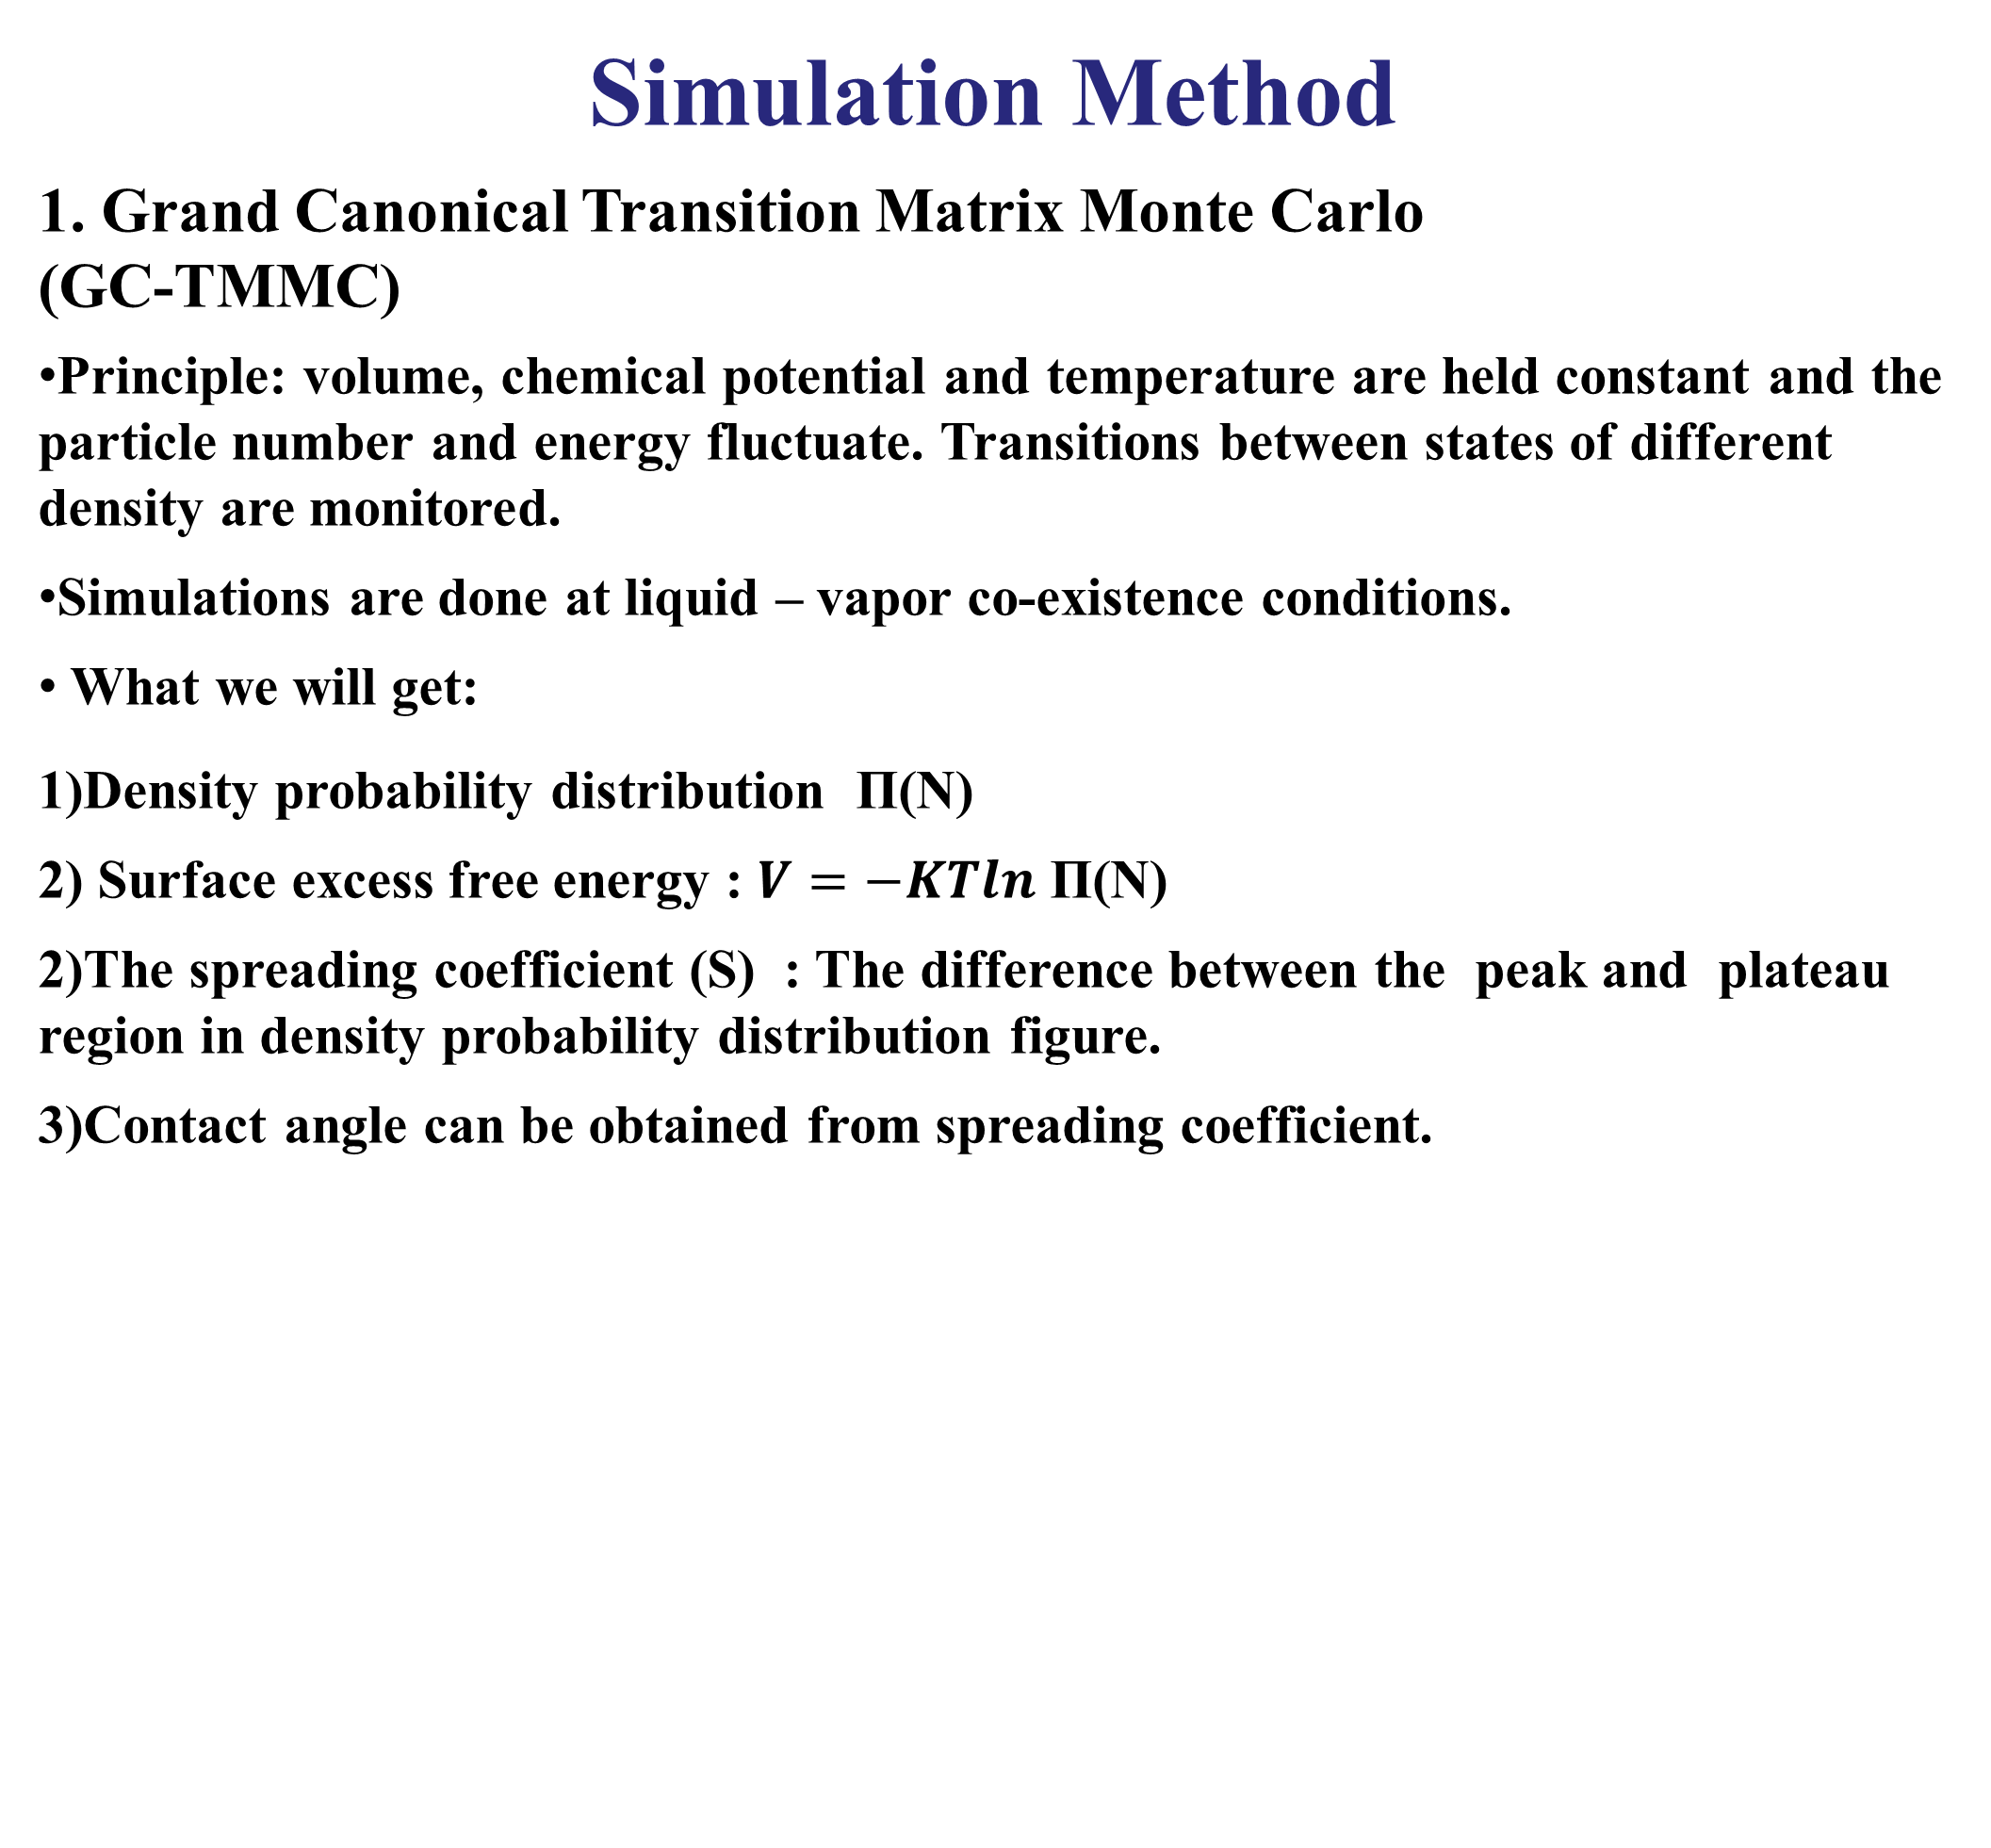 Simulation Method
1. Grand Canonical Transition Matrix Monte Carlo
(GC-TMMC)
•Principle: volume, chemical potential and temperature are held constant and the
particle number and energy fluctuate. Transitions between states of different
density are monitored.
•Simulations are done at liquid – vapor co-existence conditions.
• What we will get:
1)Density probability distribution Π(N)
2) Surface excess free energy : V = −KTln Π(N)
2)The spreading coefficient (S) : The difference between the peak and plateau
region in density probability distribution figure.
3)Contact angle can be obtained from spreading coefficient.